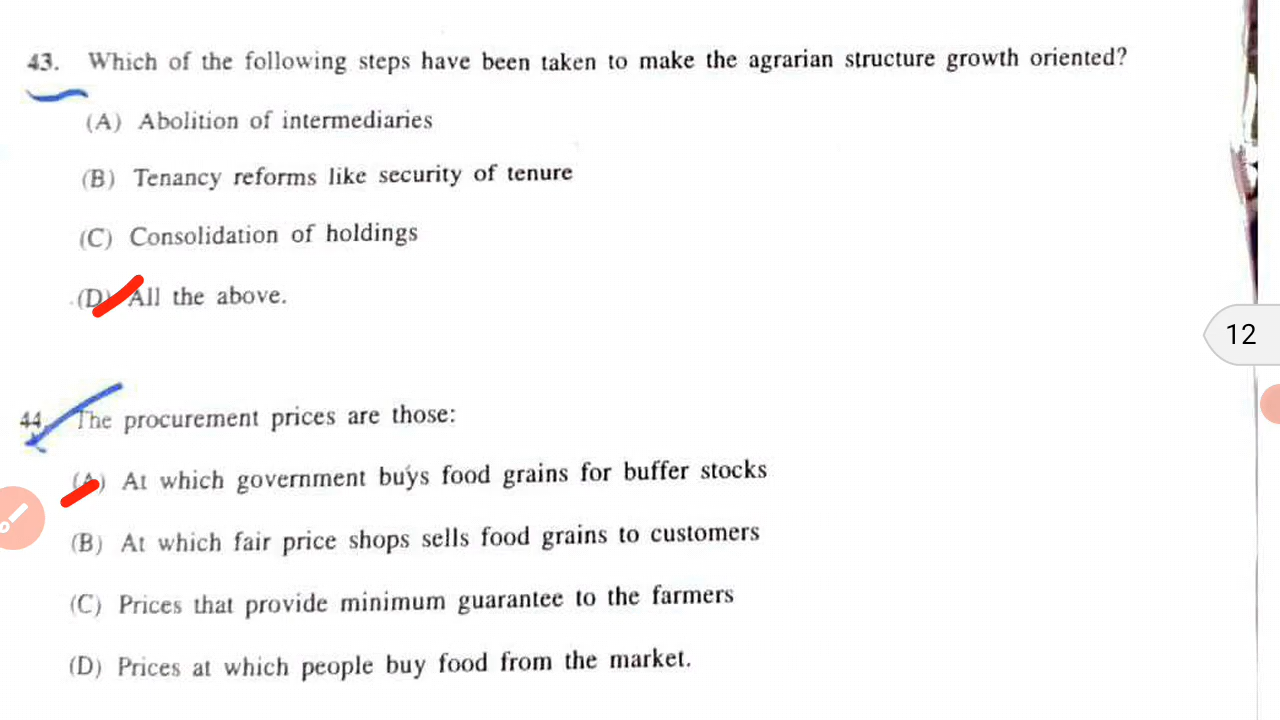 43. Which of the following steps have been taken to make the agrarian structure growth oriented?
(A) Abolition of intermediaries
(B) Tenancy reforms like security of tenure
(C) Consolidation of holdings
(D) All the above.
12
44. The procurement prices are those:
(A) At which government buys food grains for buffer stocks
(B) At which fair price shops sells food grains to customers
(C) Prices that provide minimum guarantee to the farmers
(D) Prices at which people buy food from the market.